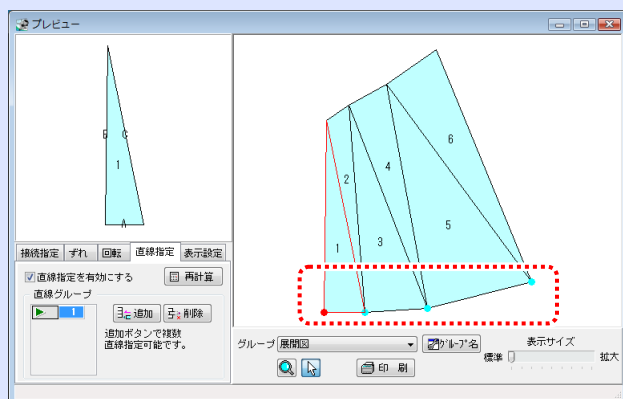 プレビュー
B C
1
A
2
4
6
1
3
5
接続指定 ずれ 回転 直線指定 表示設定
直線指定を有効にする 再計算
直線グループ
1 追加 削除
追加ボタンで複数
直線指定可能です。
グループ 展開図 グループ名 表示サイズ
標準 拡大
印 刷